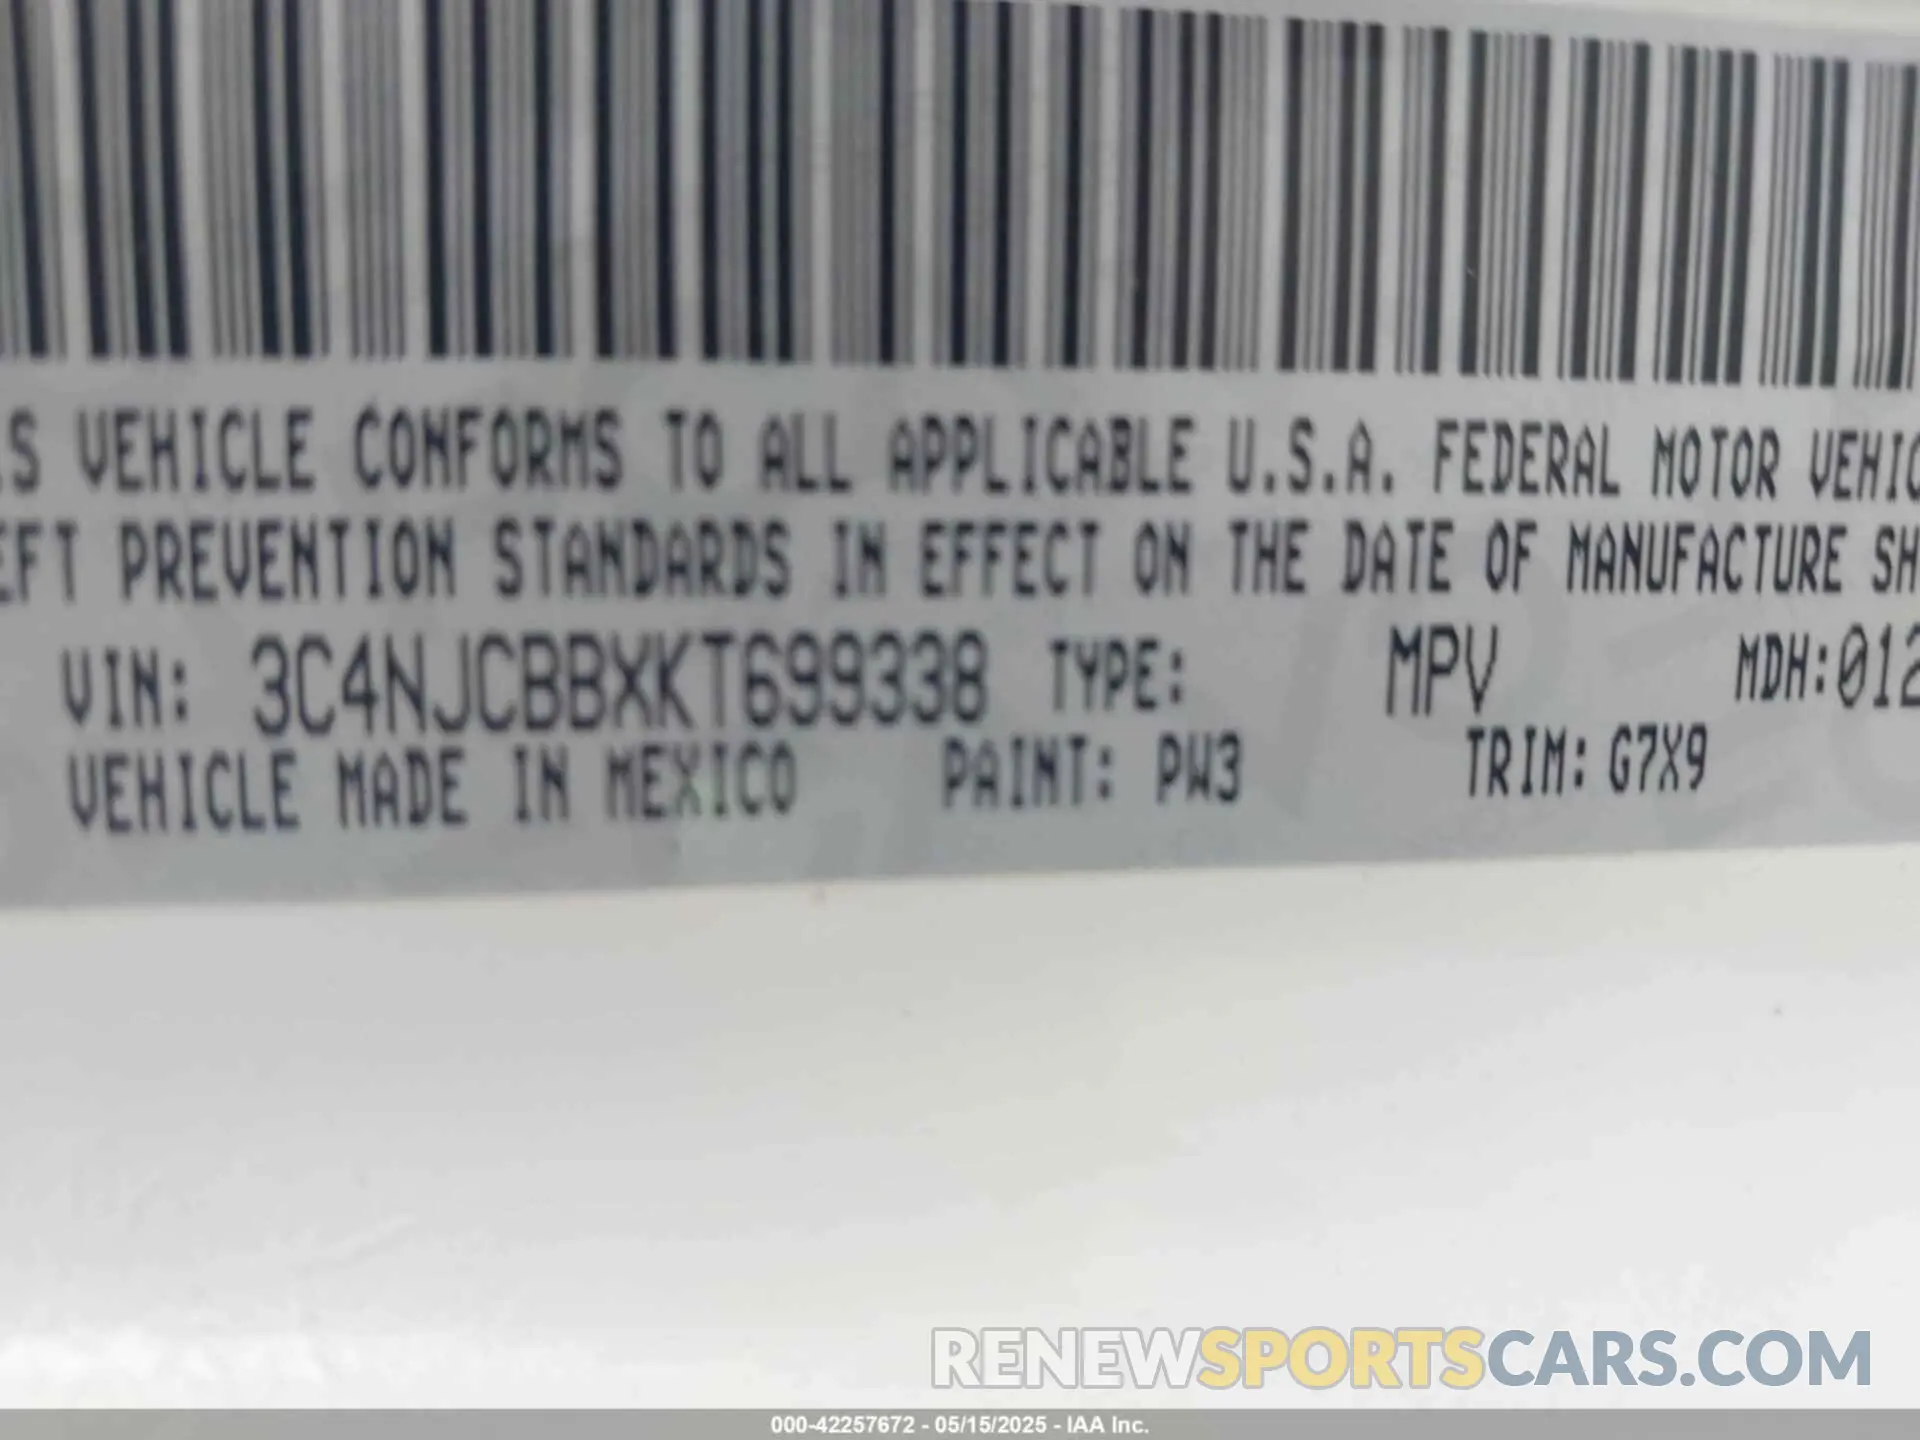 IS VEHICLE CONFORMS TO ALL APPLICABLE U.S.A. FEDERAL MOTOR VEHIC
EFT PREVENTION STANDARDS IN EFFECT ON THE DATE OF MANUFACTURE SH
VIN: 3C4NJCBBXKT699338 TYPE: MPV MDH:012
VEHICLE MADE IN MEXICO PAINT: PW3 TRIM: G7X9
RENEWSPORTSCARS.COM
000-42257672 - 05/15/2025 - IAA Inc.